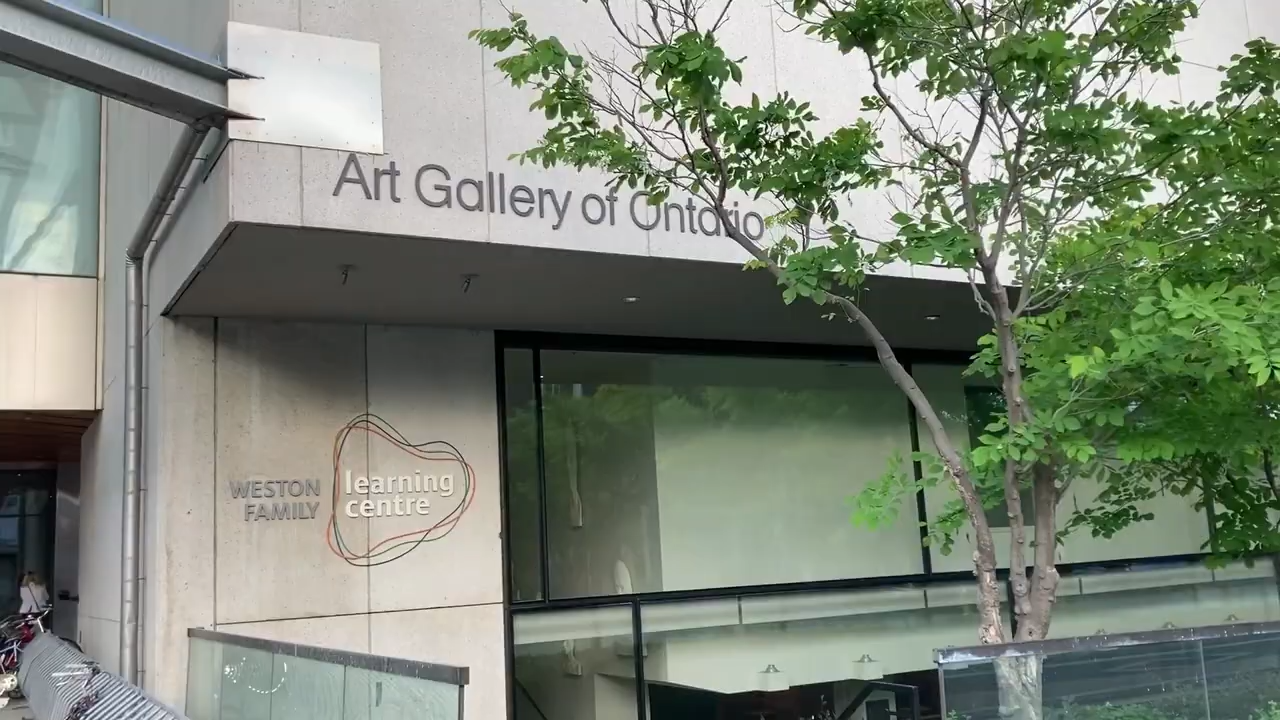 Art Gallery of Ontario
WESTON
FAMILY
learning
centre